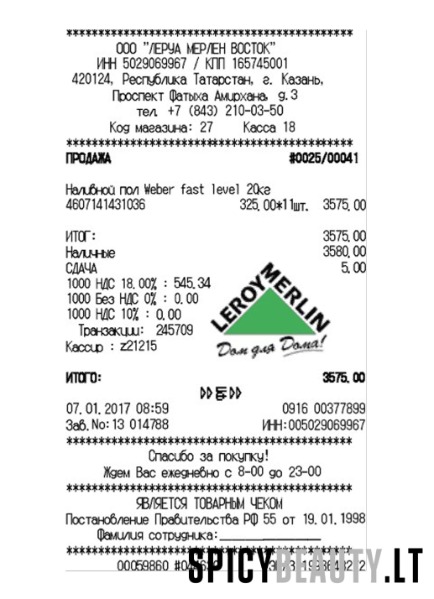 ************************************************
ООО "ЛЕРУА МЕРЛЕН ВОСТОК"
ИНН 5029069967 / КПП 165745001
420124, Республика Татарстан, г. Казань,
Проспект Фатыха Амирхана, д.3
тел. +7 (843) 210-03-50
Код магазина: 27 Касса 18
************************************************
ПРОДАЖА #0025/00041
Наливной пол Weber fast level 20кг
4607141431036 325,00*11шт. 3575,00
ИТОГ: 3575,00
Наличные 3580,00
СДАЧА 5,00
1000 НДС 18.00% : 545.34
1000 Без НДС 0% : 0.00
1000 НДС 10% : 0.00
Транзакции: 245709
Кассир : z21215
LEROY MERLIN
Дом для Дома!
ИТОГО: 3575.00
07.01.2017 08:59 0916 00377899
Зав.No: 13 014788 ИНН:005029069967
************************************************
Спасибо за покупку!
Ждем Вас ежедневно с 8-00 до 23-00
************************************************
ЯВЛЯЕТСЯ ТОВАРНЫМ ЧЕКОМ
Постановление Правительства РФ 55 от 19.01.1998
Фамилия сотрудника:______________
************************************************
00059860
SPICYBEAUTY.LT